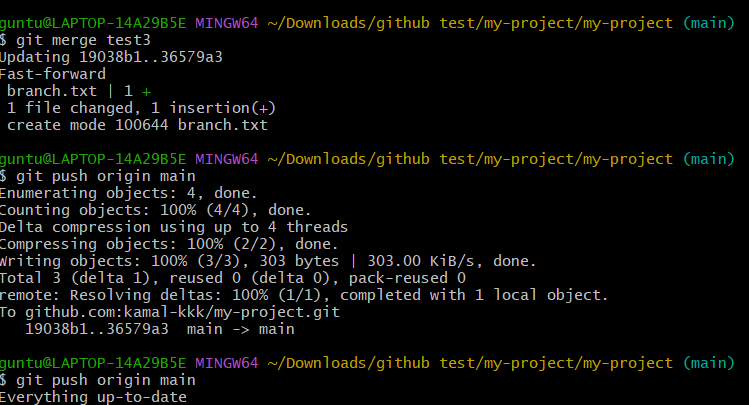 guntu@LAPTOP-14A29B5E MINGW64 ~/Downloads/github test/my-project/my-project (main)
$ git merge test3
Updating 19038b1..36579a3
Fast-forward
 branch.txt | 1 +
 1 file changed, 1 insertion(+)
 create mode 100644 branch.txt

guntu@LAPTOP-14A29B5E MINGW64 ~/Downloads/github test/my-project/my-project (main)
$ git push origin main
Enumerating objects: 4, done.
Counting objects: 100% (4/4), done.
Delta compression using up to 4 threads
Compressing objects: 100% (2/2), done.
Writing objects: 100% (3/3), 303 bytes | 303.00 KiB/s, done.
Total 3 (delta 1), reused 0 (delta 0), pack-reused 0
remote: Resolving deltas: 100% (1/1), completed with 1 local object.
To github.com:kamal-kkk/my-project.git
   19038b1..36579a3  main -> main

guntu@LAPTOP-14A29B5E MINGW64 ~/Downloads/github test/my-project/my-project (main)
$ git push origin main
Everything up-to-date